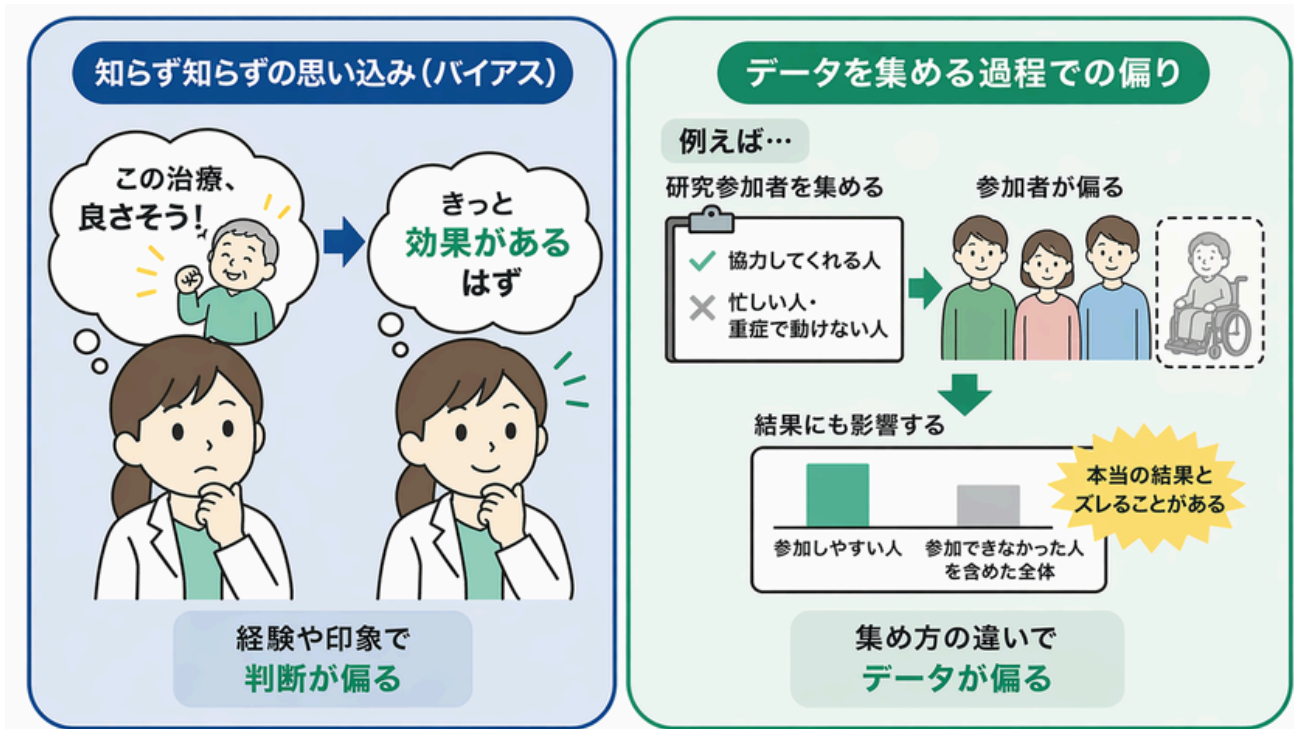 知らず知らずの思い込み（バイアス）
この治療、
良さそう！
きっと
効果がある
はず
経験や印象で
判断が偏る
データを集める過程での偏り
例えば…
研究参加者を集める
協力してくれる人
忙しい人・
重症で動けない人
参加者が偏る
結果にも影響する
参加しやすい人
参加できなかった人
を含めた全体
本当の結果と
ズレることがある
集め方の違いで
データが偏る